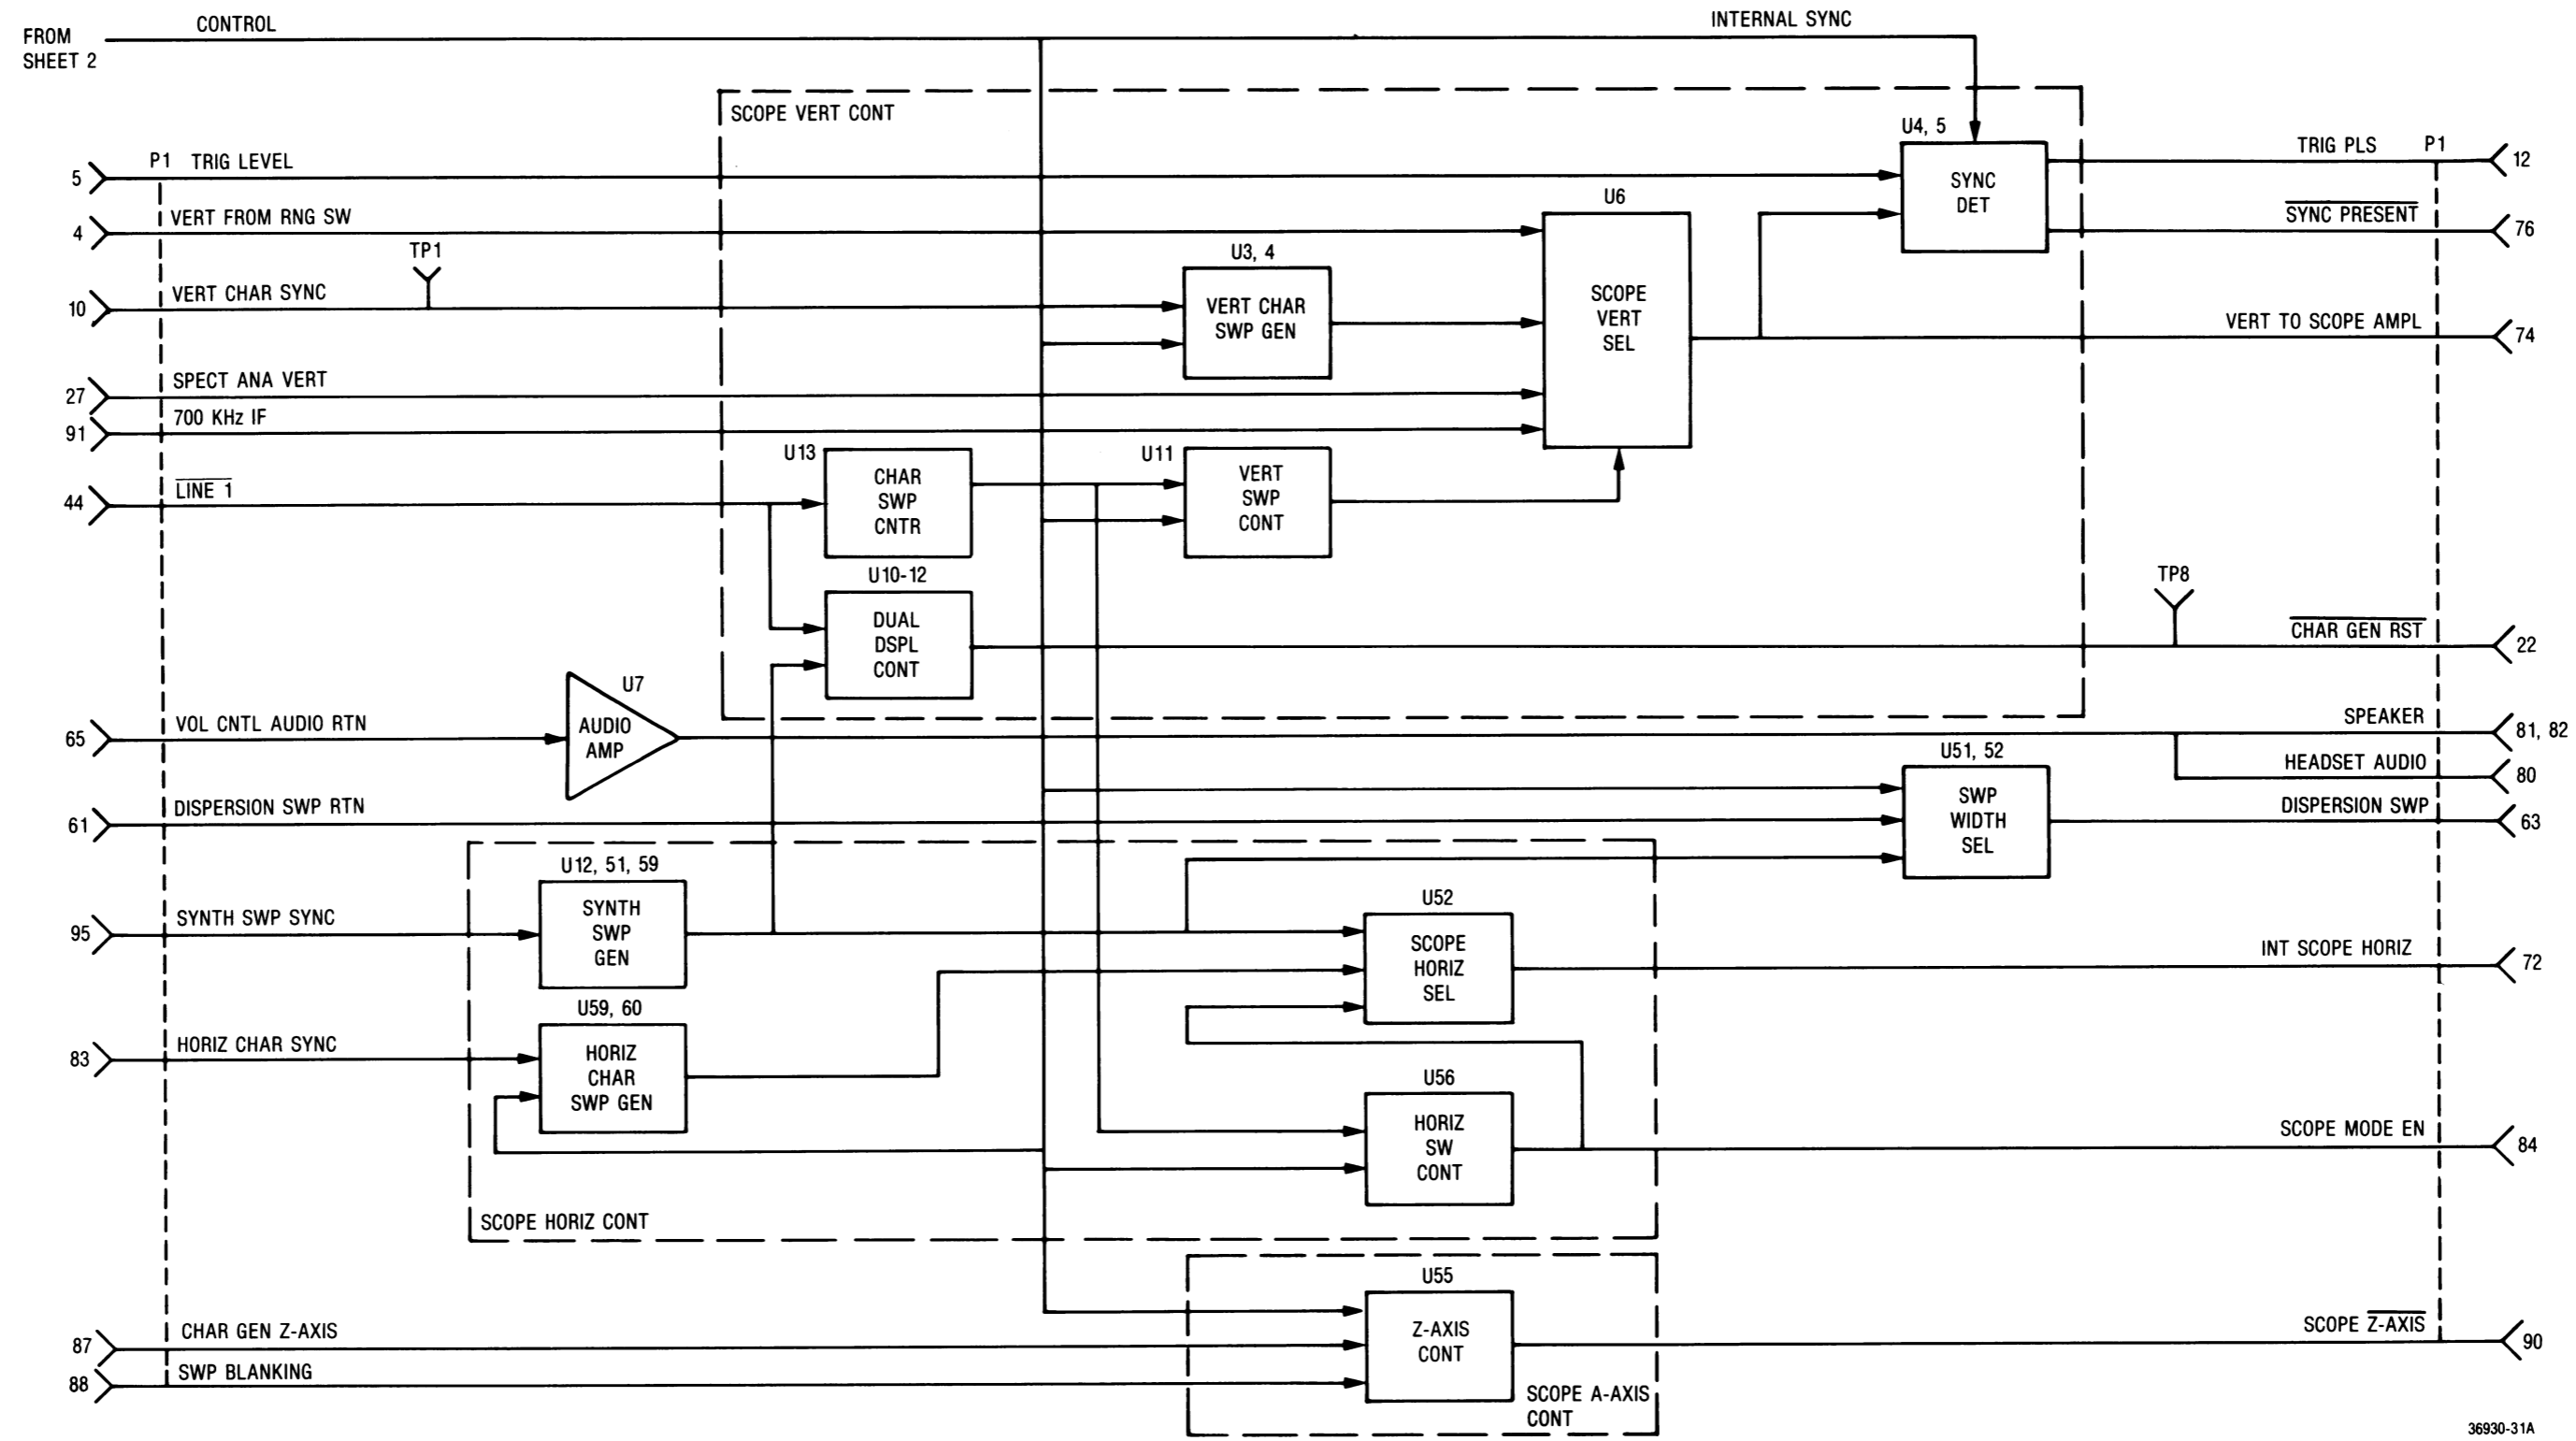 FROM
SHEET 2
CONTROL
INTERNAL SYNC
SCOPE VERT CONT
U4, 5
SYNC
DET
5
P1
TRIG LEVEL
TRIG PLS
P1
12
4
VERT FROM RNG SW
SYNC PRESENT
76
U6
SCOPE
VERT
SEL
TP1
10
VERT CHAR SYNC
U3, 4
VERT CHAR
SWP GEN
VERT TO SCOPE AMPL
74
27
SPECT ANA VERT
91
700 KHz IF
44
LINE 1
U13
CHAR
SWP
CNTR
U11
VERT
SWP
CONT
U10-12
DUAL
DSPL
CONT
TP8
CHAR GEN RST
22
65
VOL CNTL AUDIO RTN
U7
AUDIO
AMP
SPEAKER
81, 82
HEADSET AUDIO
80
61
DISPERSION SWP RTN
U51, 52
SWP
WIDTH
SEL
DISPERSION SWP
63
95
SYNTH SWP SYNC
U12, 51, 59
SYNTH
SWP
GEN
U52
SCOPE
HORIZ
SEL
INT SCOPE HORIZ
72
83
HORIZ CHAR SYNC
U59, 60
HORIZ
CHAR
SWP GEN
U56
HORIZ
SW
CONT
SCOPE MODE EN
84
SCOPE HORIZ CONT
U55
Z-AXIS
CONT
87
CHAR GEN Z-AXIS
88
SWP BLANKING
SCOPE Z-AXIS
90
SCOPE A-AXIS
CONT
36930-31A